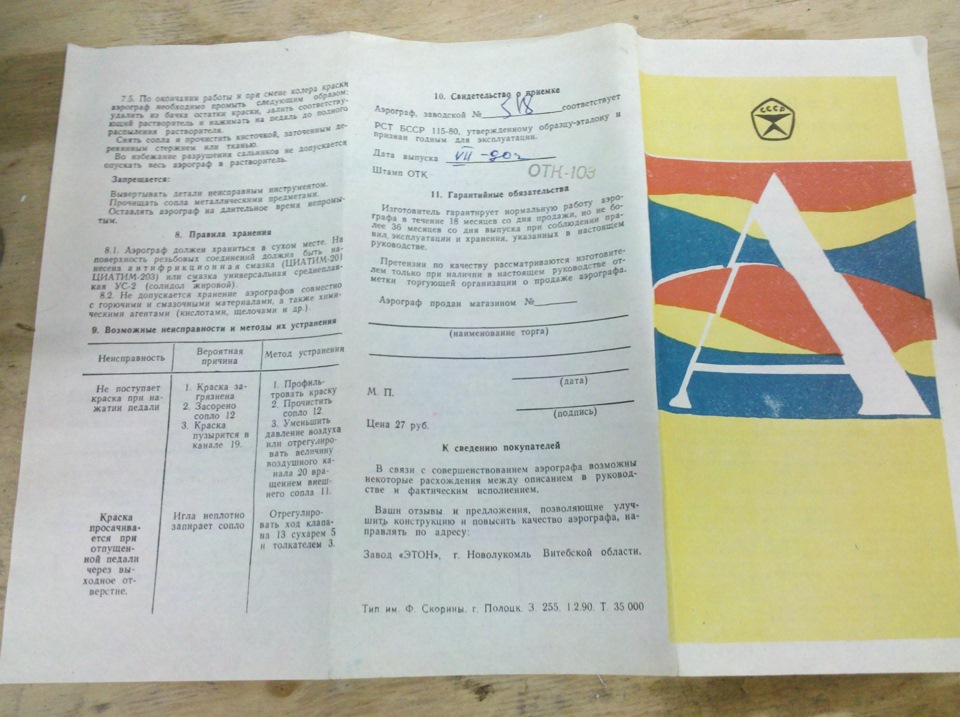 7.5. По окончании работы и при смене колера краски
аэрограф необходимо промыть следующим образом:
удалить из бачка остатки краски, залить соответству-
ющий растворитель и нажимать на педаль до полного
распыления растворителя.
Снять сопла и прочистить кисточкой, заточенным де-
ревянным стержнем или тканью.
Во избежание разрушения сальников не допускается
опускать весь аэрограф в растворитель.
Запрещается:
Вывертывать детали неисправным инструментом.
Прочищать сопла металлическими предметами.
Оставлять аэрограф на длительное время непромы-
тым.
8. Правила хранения
8.1. Аэрограф должен храниться в сухом месте. На
поверхность резьбовых соединений должна быть на-
несена антифрикционная смазка (ЦИАТИМ-201
ЦИАТИМ-203) или смазка универсальная среднеплав-
кая УС-2 (солидол жировой).
8.2. Не допускается хранение аэрографов совместно
с горючими и смазочными материалами, а также хими-
ческими агентами (кислотами, щелочами и др.)
9. Возможные неисправности и методы их устранения
Неисправность
Вероятная
причина
Метод устранения
Не поступает
краска при на-
жатии педали
1. Краска за-
грязнена
2. Засорено
сопло 12
3. Краска
пузырится в
канале 19.
1. Профиль-
тровать краску
2. Прочистить
сопло 12
3. Уменьшить
давление воздуха
или отрегулиро-
вать величину
воздушного ка-
нала 20 вра-
щением внеш-
него сопла 11.
Краска
просачива-
ется при
отпущен-
ной педали
через вы-
ходное от-
верстие.
Игла неплотно
запирает сопло
Отрегулиро-
вать ход клапа-
на 13 сухарем 5
и толкателем 3.
10. Свидетельство о приемке
Аэрограф, заводской № 518 соответствует
РСТ БССР 115-80, утвержденному образцу-эталону и
признан годным для эксплуатации.
Дата выпуска VII-90г
Штамп ОТК ОТК-103
11. Гарантийные обязательства
Изготовитель гарантирует нормальную работу аэро-
графа в течение 18 месяцев со дня продажи, но не бо-
лее 36 месяцев со дня выпуска при соблюдении пра-
вил эксплуатации и хранения, указанных в настоящем
руководстве.
Претензии по качеству рассматриваются изготовите-
лем только при наличии в настоящем руководстве от-
метки торгующей организации о продаже аэрографа.
Аэрограф продан магазином №
(наименование торга)
(дата)
М. П.
(подпись)
Цена 27 руб.
К сведению покупателей
В связи с совершенствованием аэрографа возможны
некоторые расхождения между описанием в руковод-
стве и фактическим исполнением.
Ваши отзывы и предложения, позволяющие улуч-
шить конструкцию и повысить качество аэрографа, на-
правлять по адресу:
Завод «ЭТОН», г. Новолукомль Витебской области.
Тип им. Ф. Скорины, г. Полоцк. З. 255. 1.2.90. Т. 35 000
СССР
А